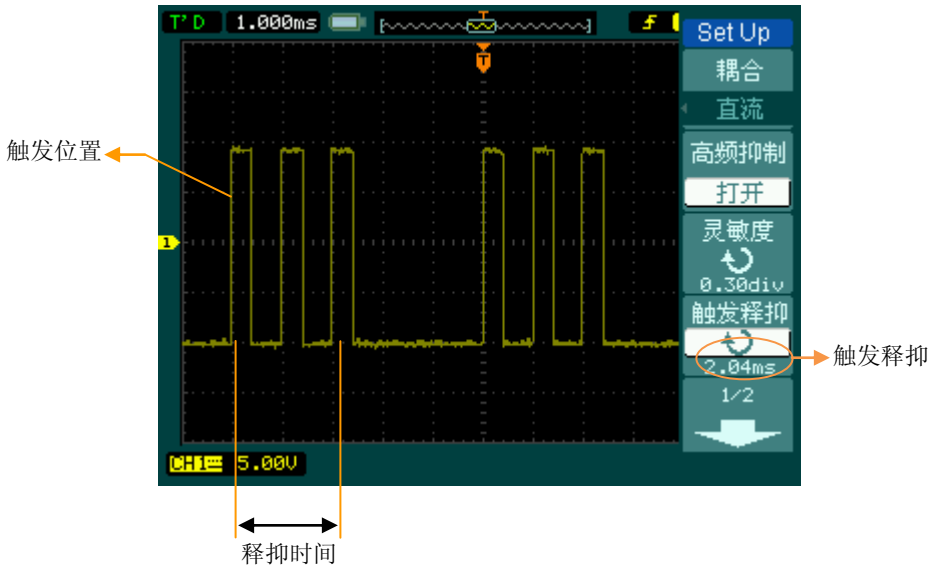 T'D 1.000ms T f
Set Up
耦合
直流
T
触发位置
高频抑制
打开
1
灵敏度
0.30div
触发释抑
2.04ms
触发释抑
1/2
CH1 5.00V
释抑时间